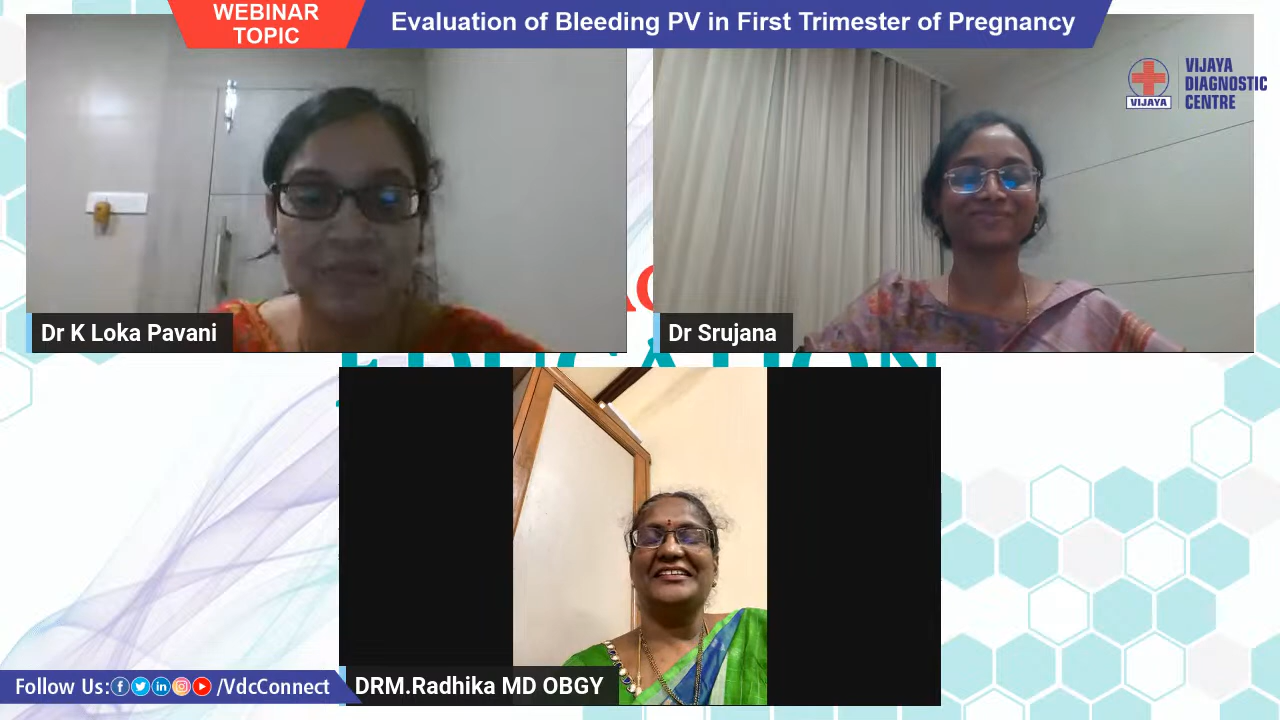 WEBINAR
TOPIC
Evaluation of Bleeding PV in First Trimester of Pregnancy
VIJAYA
VIJAYA
DIAGNOSTIC
CENTRE
Dr K Loka Pavani
Dr Srujana
EDUCATION
DRM.Radhika MD OBGY
Follow Us:
/VdcConnect